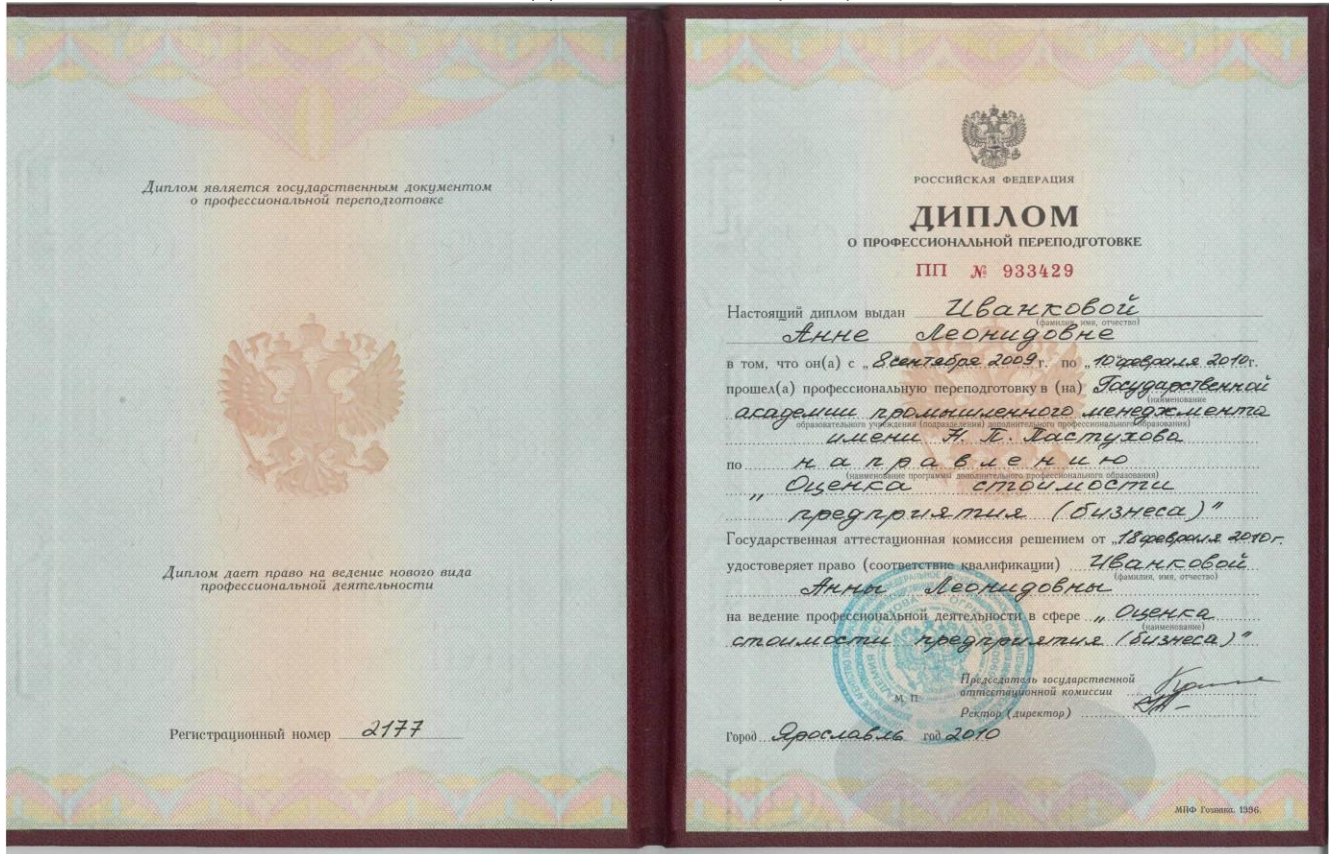 Диплом является государственным документом
о профессиональной переподготовке
Диплом дает право на ведение нового вида
профессиональной деятельности
Регистрационный номер 2177
РОССИЙСКАЯ ФЕДЕРАЦИЯ
ДИПЛОМ
О ПРОФЕССИОНАЛЬНОЙ ПЕРЕПОДГОТОВКЕ
ПП № 933429
Настоящий диплом выдан Иванковой
(фамилия, имя, отчество)
Анне Леонидовне
в том, что он(а) с „8 сентября 2009 г. по „10 февраля 2010г.
прошел(а) профессиональную переподготовку в (на) Государственной
(наименование
академии промышленного менеджмента
образовательного учреждения (подразделения) дополнительного профессионального образования)
имени Н. П. Пастухова
по направлению
(наименование программы дополнительного профессионального образования)
„Оценка стоимости
предприятия (бизнеса)"
Государственная аттестационная комиссия решением от „18 февраля 2010г.
удостоверяет право (соответствие квалификации) Иванковой
(фамилия, имя, отчество)
Анны Леонидовны
на ведение профессиональной деятельности в сфере „Оценка
(наименование)
стоимости предприятия (бизнеса)"
Председатель государственной
аттестационной комиссии
М. П.
Ректор (директор)
Город Ярославль год 2010
МПФ Гознака. 1996.